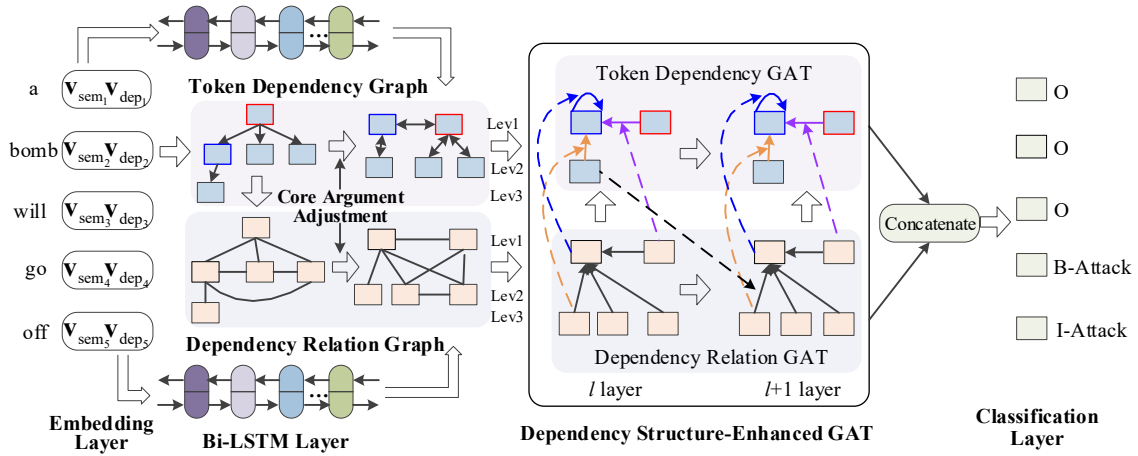 a
bomb
will
go
off
v_sem1 v_dep1
v_sem2 v_dep2
v_sem3 v_dep3
v_sem4 v_dep4
v_sem5 v_dep5
Embedding
Layer
...
Token Dependency Graph
Lev1
Lev2
Lev3
Core Argument
Adjustment
Lev1
Lev2
Lev3
Dependency Relation Graph
...
Bi-LSTM Layer
Token Dependency GAT
Dependency Relation GAT
l layer
l+1 layer
Dependency Structure-Enhanced GAT
Concatenate
O
O
O
B-Attack
I-Attack
Classification
Layer